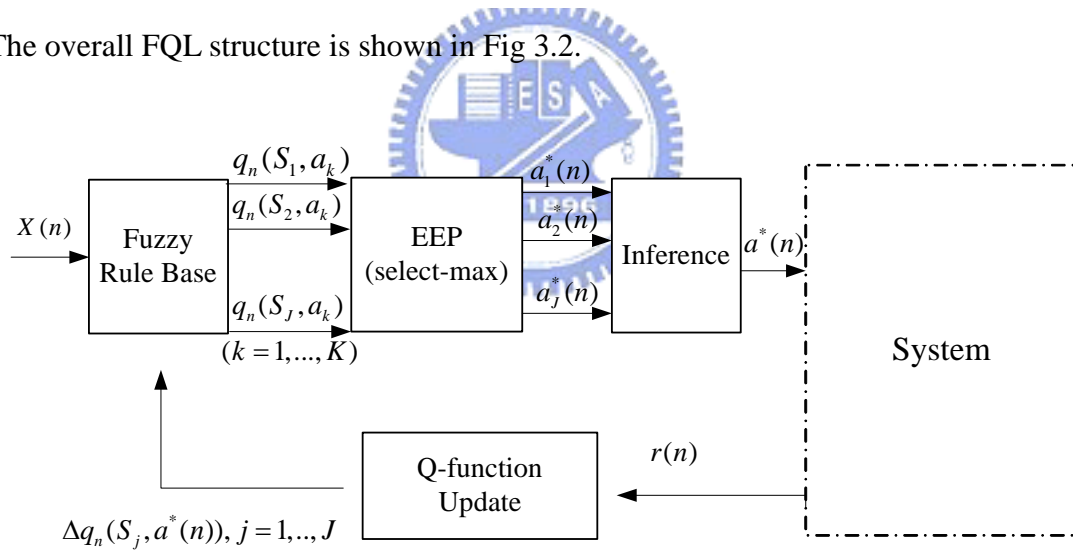 The overall FQL structure is shown in Fig 3.2.
E S A
1896
X(n)
Fuzzy
Rule Base
q_n(S_1, a_k)
q_n(S_2, a_k)
q_n(S_J, a_k)
(k = 1,..., K)
EEP
(select-max)
a_1^*(n)
a_2^*(n)
a_J^*(n)
Inference
a^*(n)
System
r(n)
Q-function
Update
Δq_n(S_j, a^*(n)), j = 1,.., J